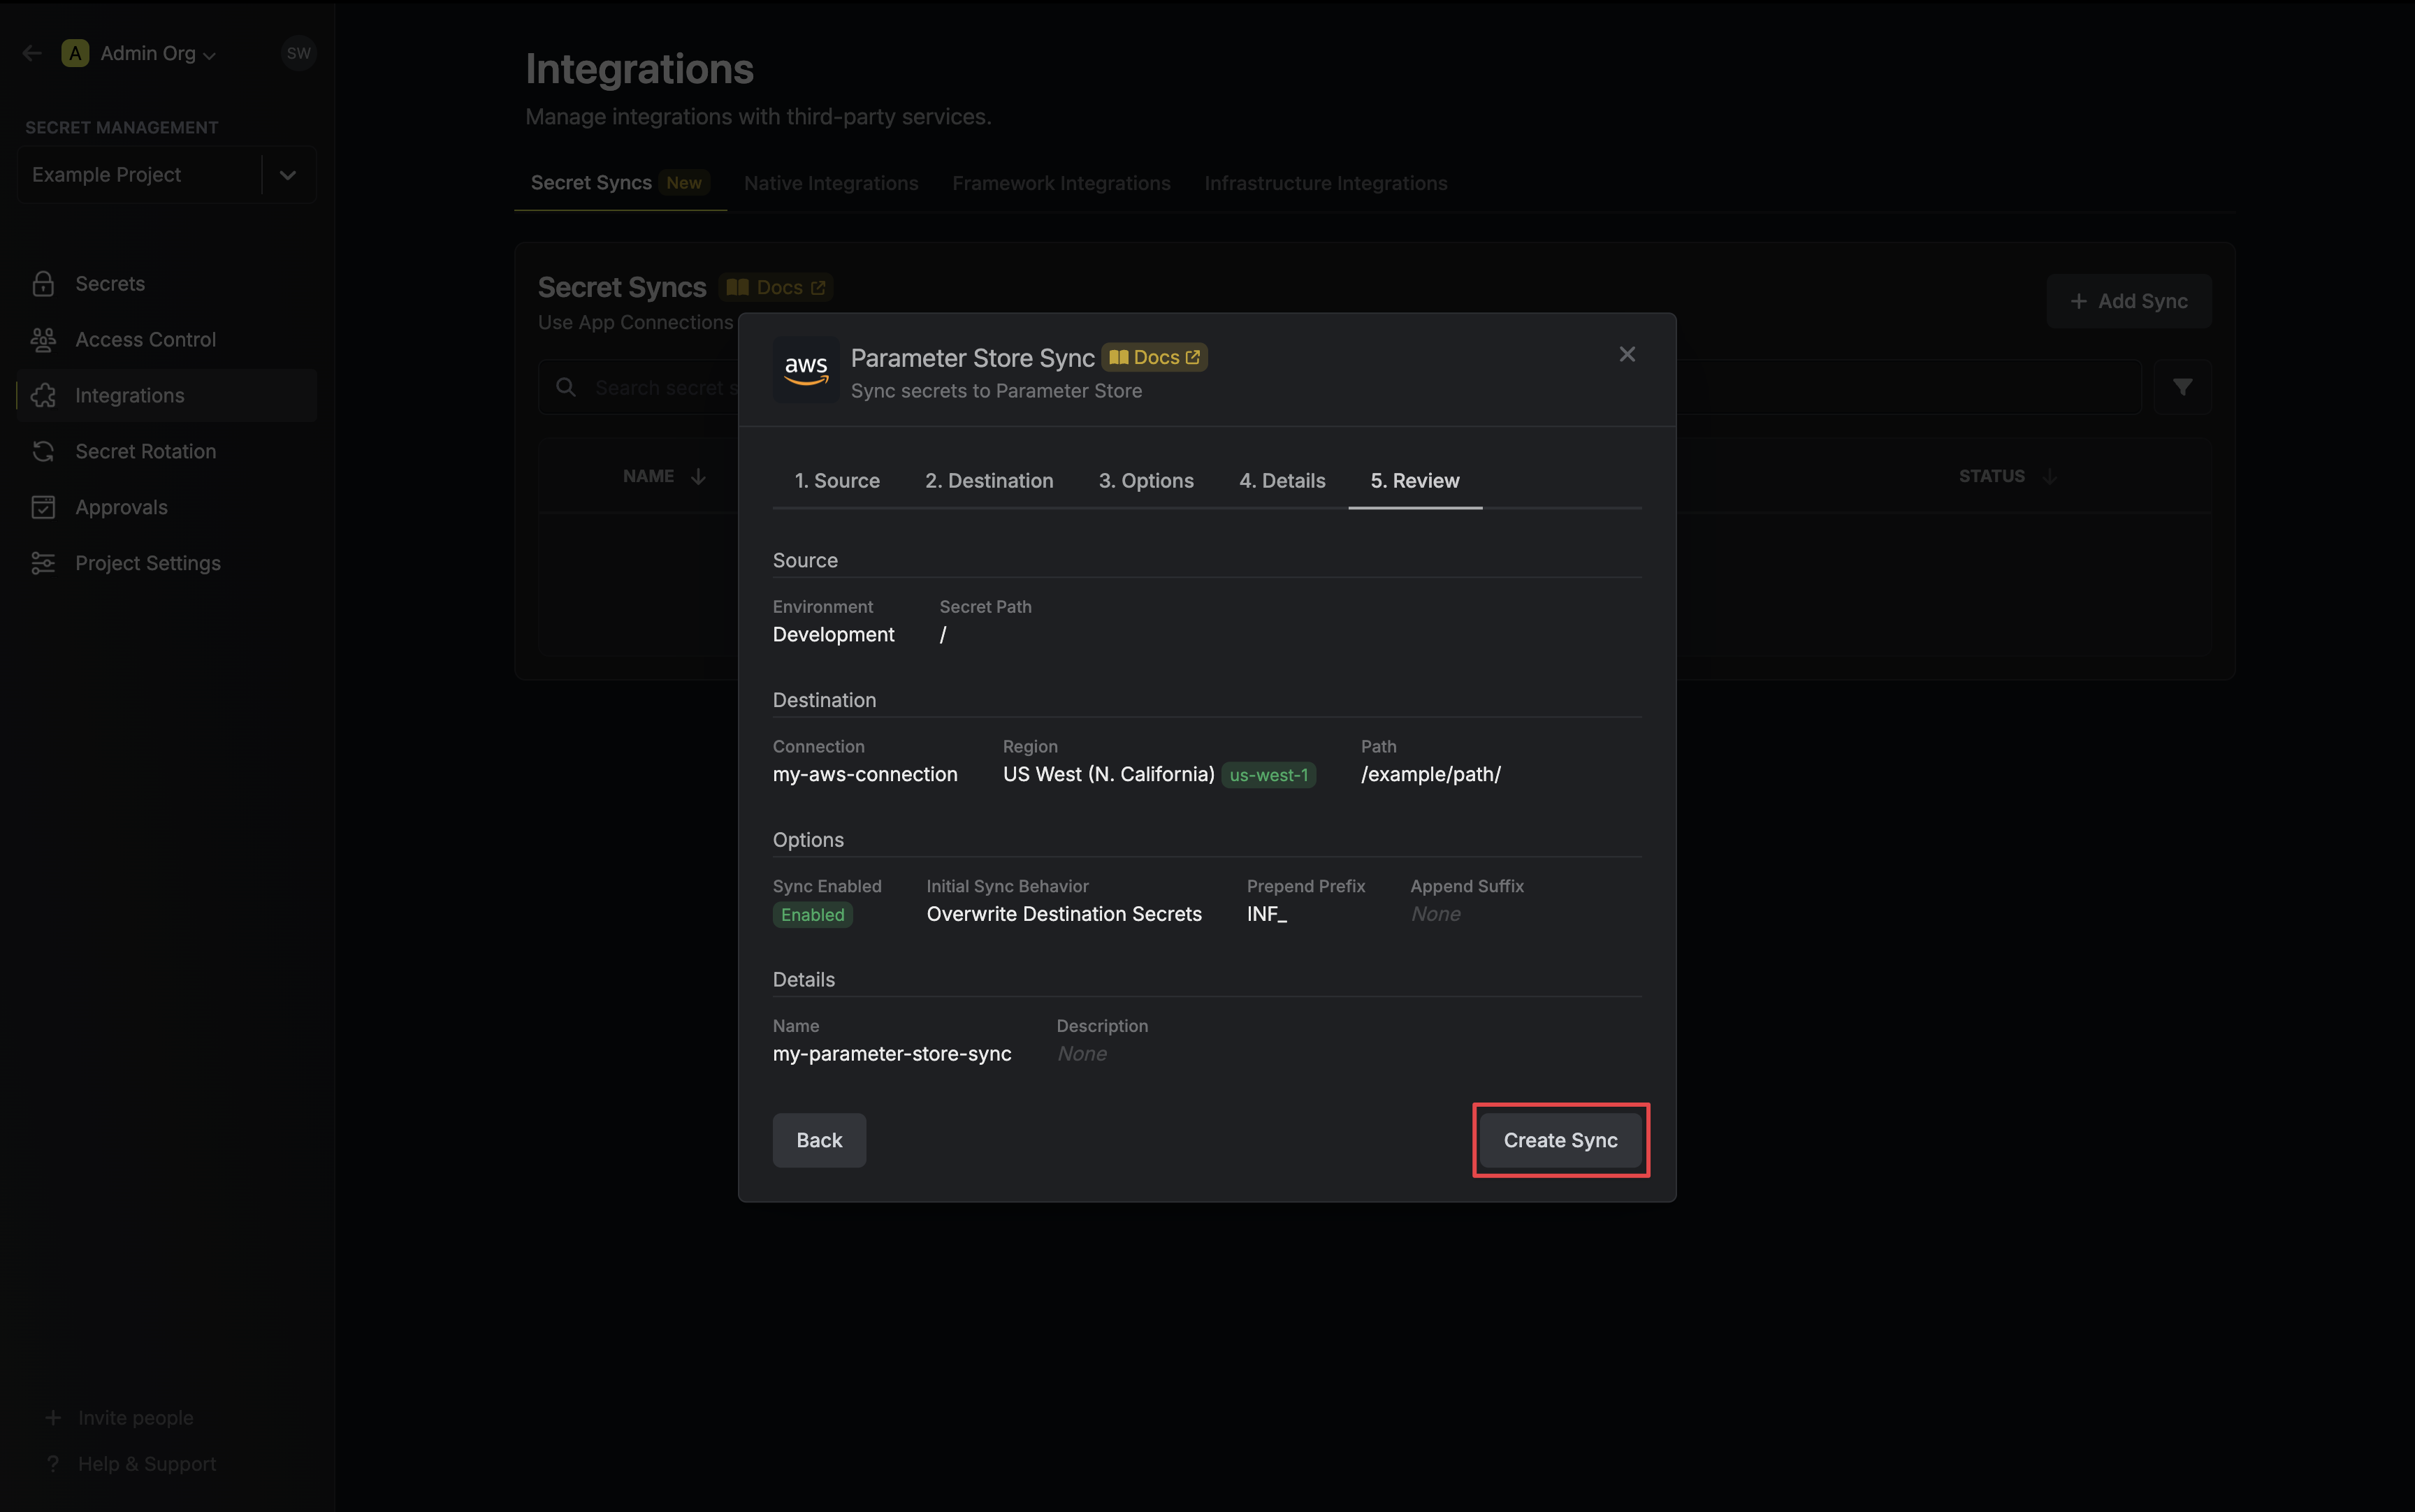 A Admin Org
SW
SECRET MANAGEMENT
Example Project
Secrets
Access Control
Integrations
Secret Rotation
Approvals
Project Settings
Invite people
? Help & Support
Integrations
Manage integrations with third-party services.
Secret Syncs New Native Integrations Framework Integrations Infrastructure Integrations
Secret Syncs Docs
Use App Connections
+ Add Sync
Search secret s
NAME STATUS
aws
Parameter Store Sync Docs
Sync secrets to Parameter Store
1. Source 2. Destination 3. Options 4. Details 5. Review
Source
Environment Secret Path
Development /
Destination
Connection Region Path
my-aws-connection US West (N. California) us-west-1 /example/path/
Options
Sync Enabled Initial Sync Behavior Prepend Prefix Append Suffix
Enabled Overwrite Destination Secrets INF_ None
Details
Name Description
my-parameter-store-sync None
Back Create Sync